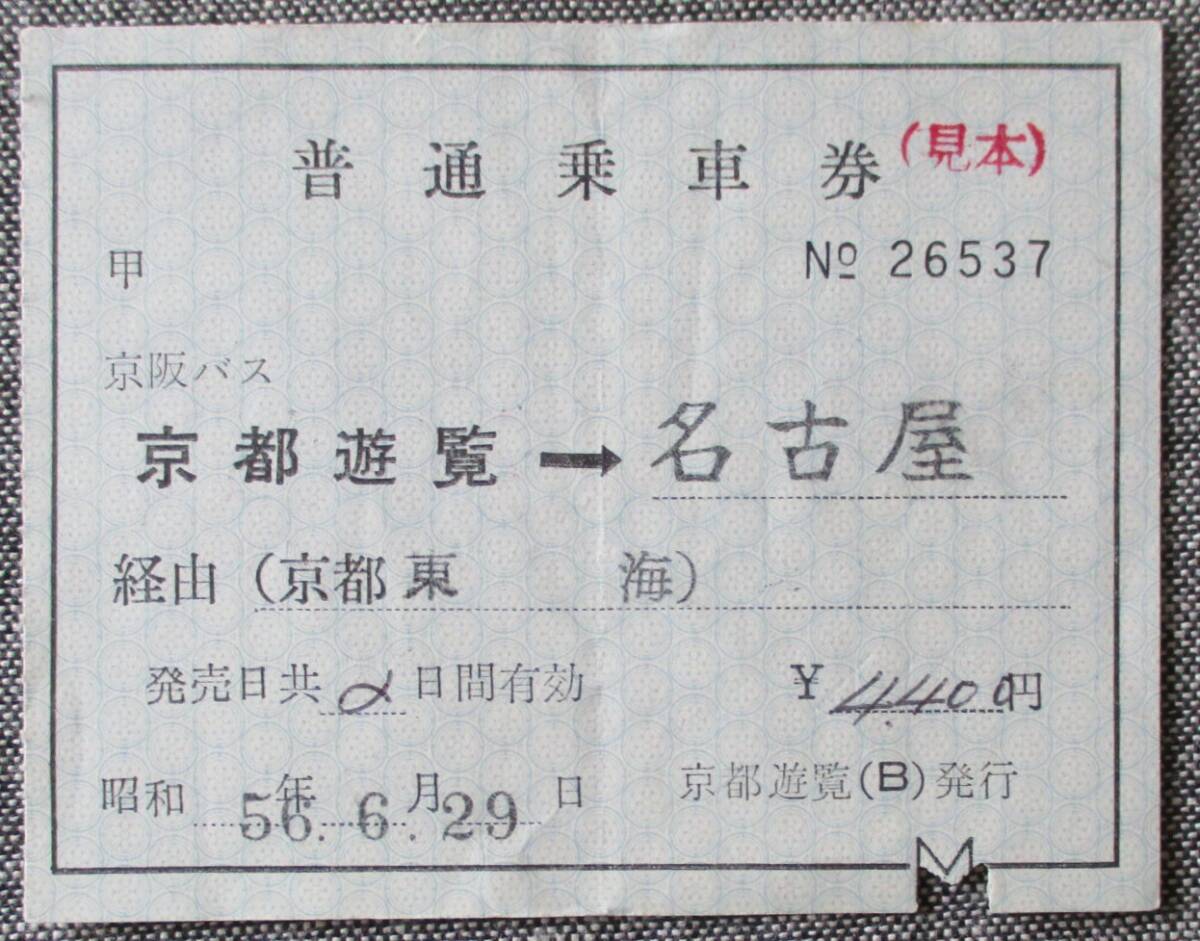 普通乗車券(見本)
甲 № 26537
京阪バス
京都遊覧➡名古屋
経由(京都東 海)
発売日共2日間有効 ¥4,400円
昭和56年.6月.29日 京都遊覧(B)発行